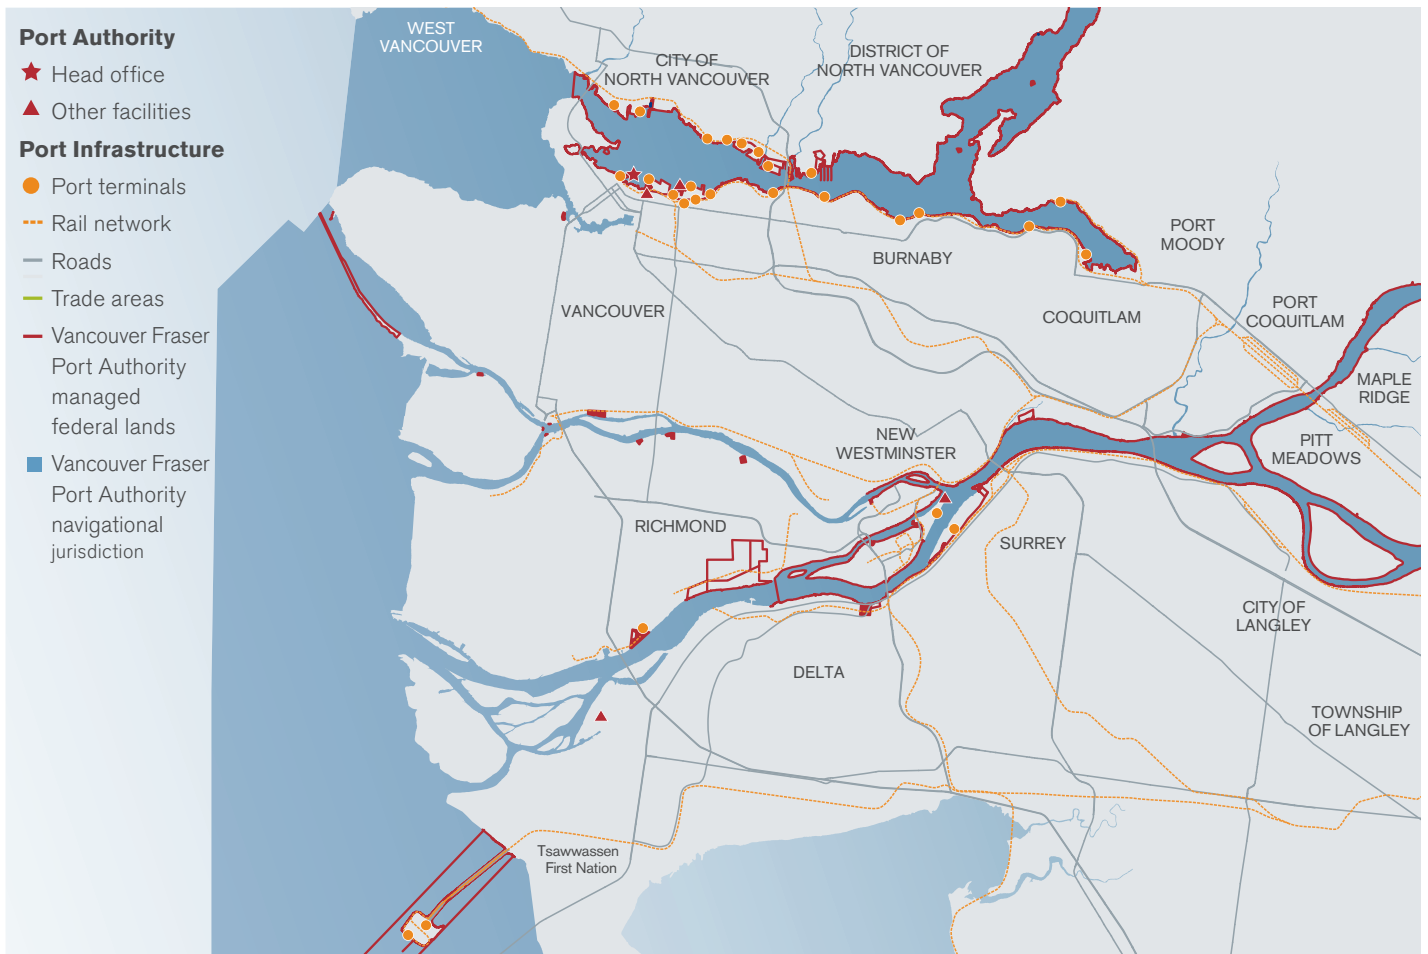 Port Authority
Head office
Other facilities
Port Infrastructure
Port terminals
Rail network
Roads
Trade areas
Vancouver Fraser
Port Authority
managed
federal lands
Vancouver Fraser
Port Authority
navigational
jurisdiction
WEST
VANCOUVER
CITY OF
NORTH VANCOUVER
DISTRICT OF
NORTH VANCOUVER
PORT
MOODY
BURNABY
VANCOUVER
COQUITLAM
PORT
COQUITLAM
MAPLE
RIDGE
PITT
MEADOWS
NEW
WESTMINSTER
RICHMOND
SURREY
CITY OF
LANGLEY
DELTA
TOWNSHIP
OF LANGLEY
Tsawwassen
First Nation